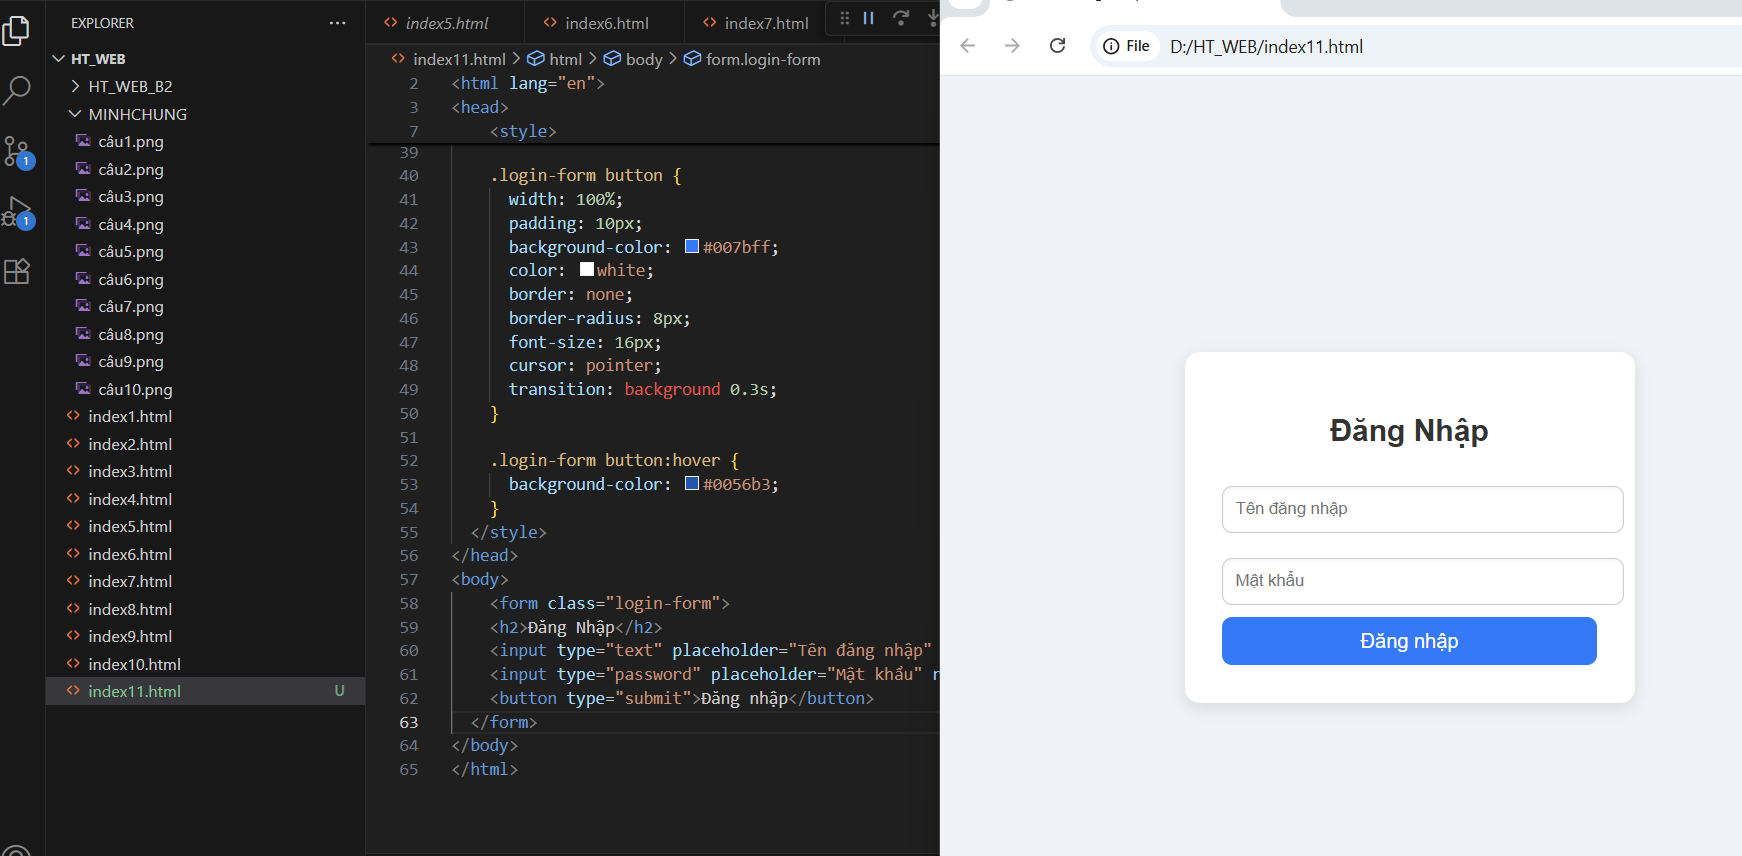 EXPLORER
HT_WEB
HT_WEB_B2
MINHCHUNG
câu1.png
câu2.png
câu3.png
câu4.png
câu5.png
câu6.png
câu7.png
câu8.png
câu9.png
câu10.png
index1.html
index2.html
index3.html
index4.html
index5.html
index6.html
index7.html
index8.html
index9.html
index10.html
index11.html U
1
1
index5.html index6.html index7.html
index11.html > html > body > form.login-form
2 <html lang="en">
3 <head>
7 <style>
39
40 .login-form button {
41 width: 100%;
42 padding: 10px;
43 background-color: #007bff;
44 color: white;
45 border: none;
46 border-radius: 8px;
47 font-size: 16px;
48 cursor: pointer;
49 transition: background 0.3s;
50 }
51
52 .login-form button:hover {
53 background-color: #0056b3;
54 }
55 </style>
56 </head>
57 <body>
58 <form class="login-form">
59 <h2>Đăng Nhập</h2>
60 <input type="text" placeholder="Tên đăng nhập"
61 <input type="password" placeholder="Mật khẩu"
62 <button type="submit">Đăng nhập</button>
63 </form>
64 </body>
65 </html>
File D:/HT_WEB/index11.html
Đăng Nhập
Tên đăng nhập
Mật khẩu
Đăng nhập